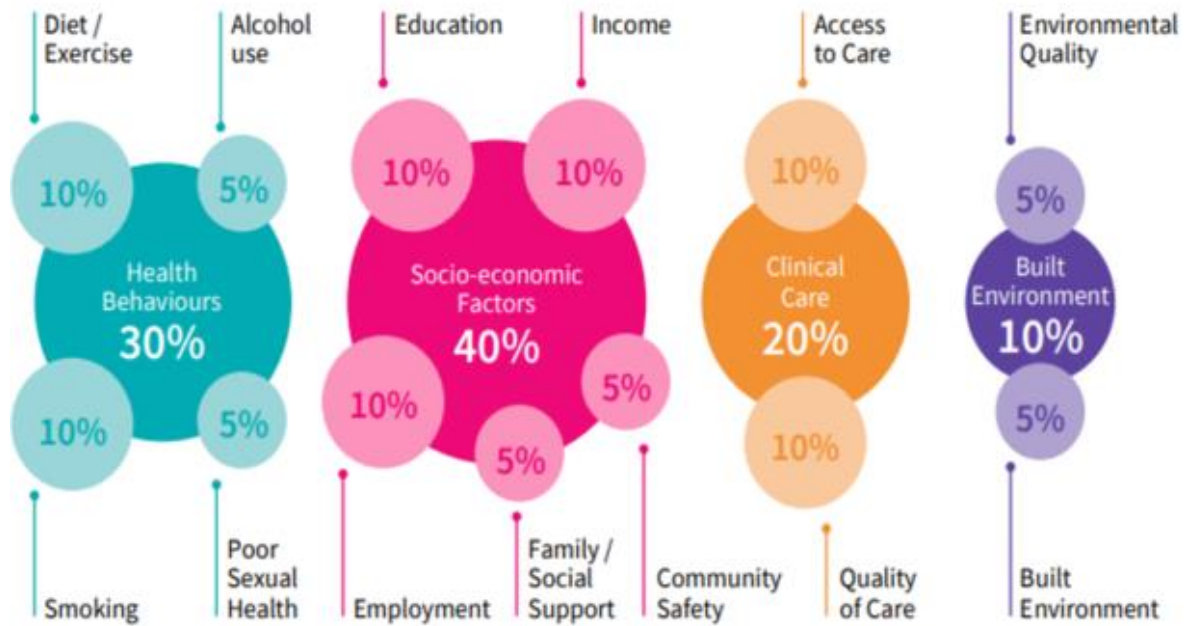 Diet /
Exercise
Alcohol
use
Education
Income
Access
to Care
Environmental
Quality
10%
5%
10%
10%
10%
5%
Health
Behaviours
30%
Socio-economic
Factors
40%
Clinical
Care
20%
Built
Environment
10%
10%
5%
10%
5%
5%
10%
5%
Smoking
Poor
Sexual
Health
Employment
Family /
Social
Support
Community
Safety
Quality
of Care
Built
Environment